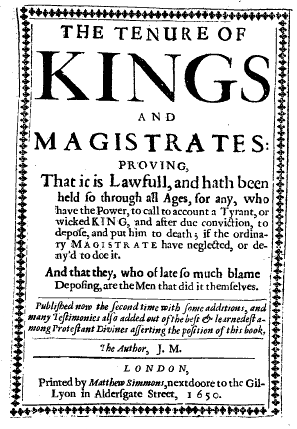 THE TENURE OF
KINGS
AND
MAGISTRATES:
PROVING,
That it is Lawfull, and hath been
held so through all Ages, for any, who
have the Power, to call to account a Tyrant, or
wicked KING, and after due conviction, to
depose, and put him to death; if the ordina-
ry MAGISTRATE have neglected, or de-
ny'd to doe it.
And that they, who of late so much blame
Deposing, are the Men that did it themselves.
Published now the second time with some additions, and
many Testimonies also added out of the best & learnedest a-
mong Protestant Divines asserting the position of this book.
The Author, J. M.
LONDON,
Printed by Matthew Simmons, nextdoore to the Gil-
Lyon in Aldersgate Street, 1650.